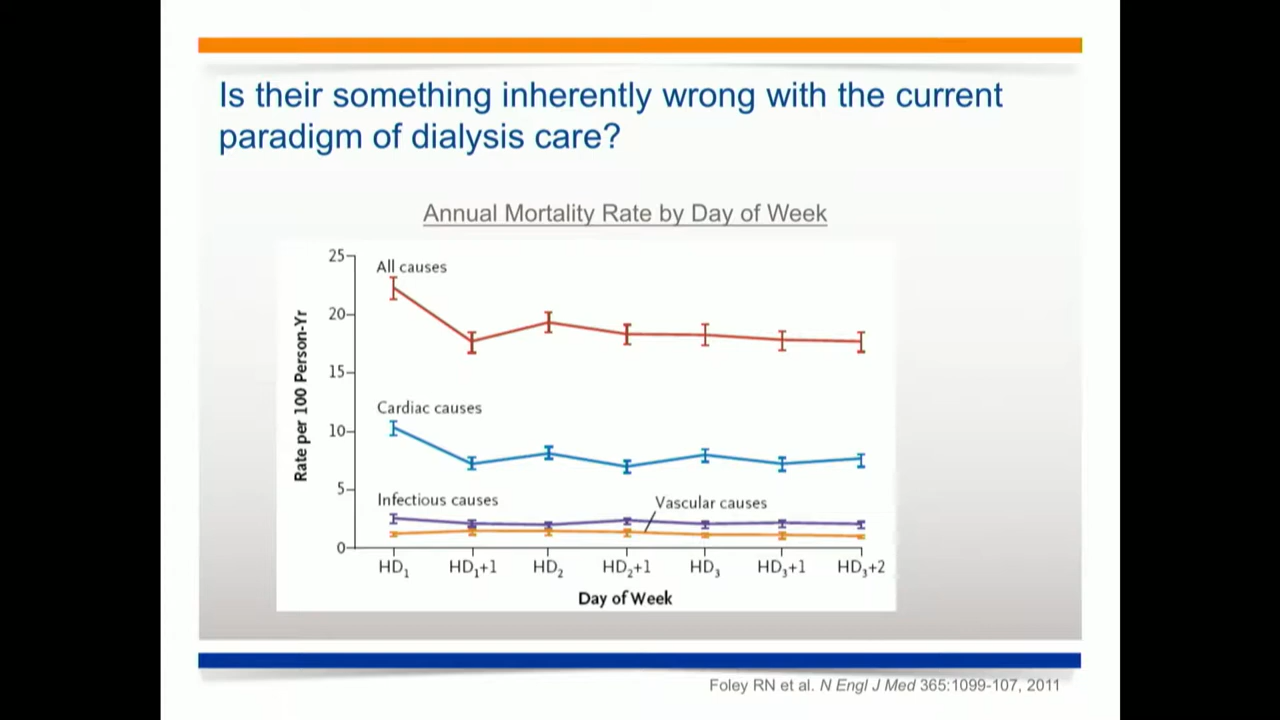 Is their something inherently wrong with the current
paradigm of dialysis care?
Annual Mortality Rate by Day of Week
25
20
15
10
5
0
Rate per 100 Person-Yr
All causes
Cardiac causes
Infectious causes
Vascular causes
HD₁ HD₁+1 HD₂ HD₂+1 HD₃ HD₃+1 HD₃+2
Day of Week
Foley RN et al. N Engl J Med 365:1099-107, 2011